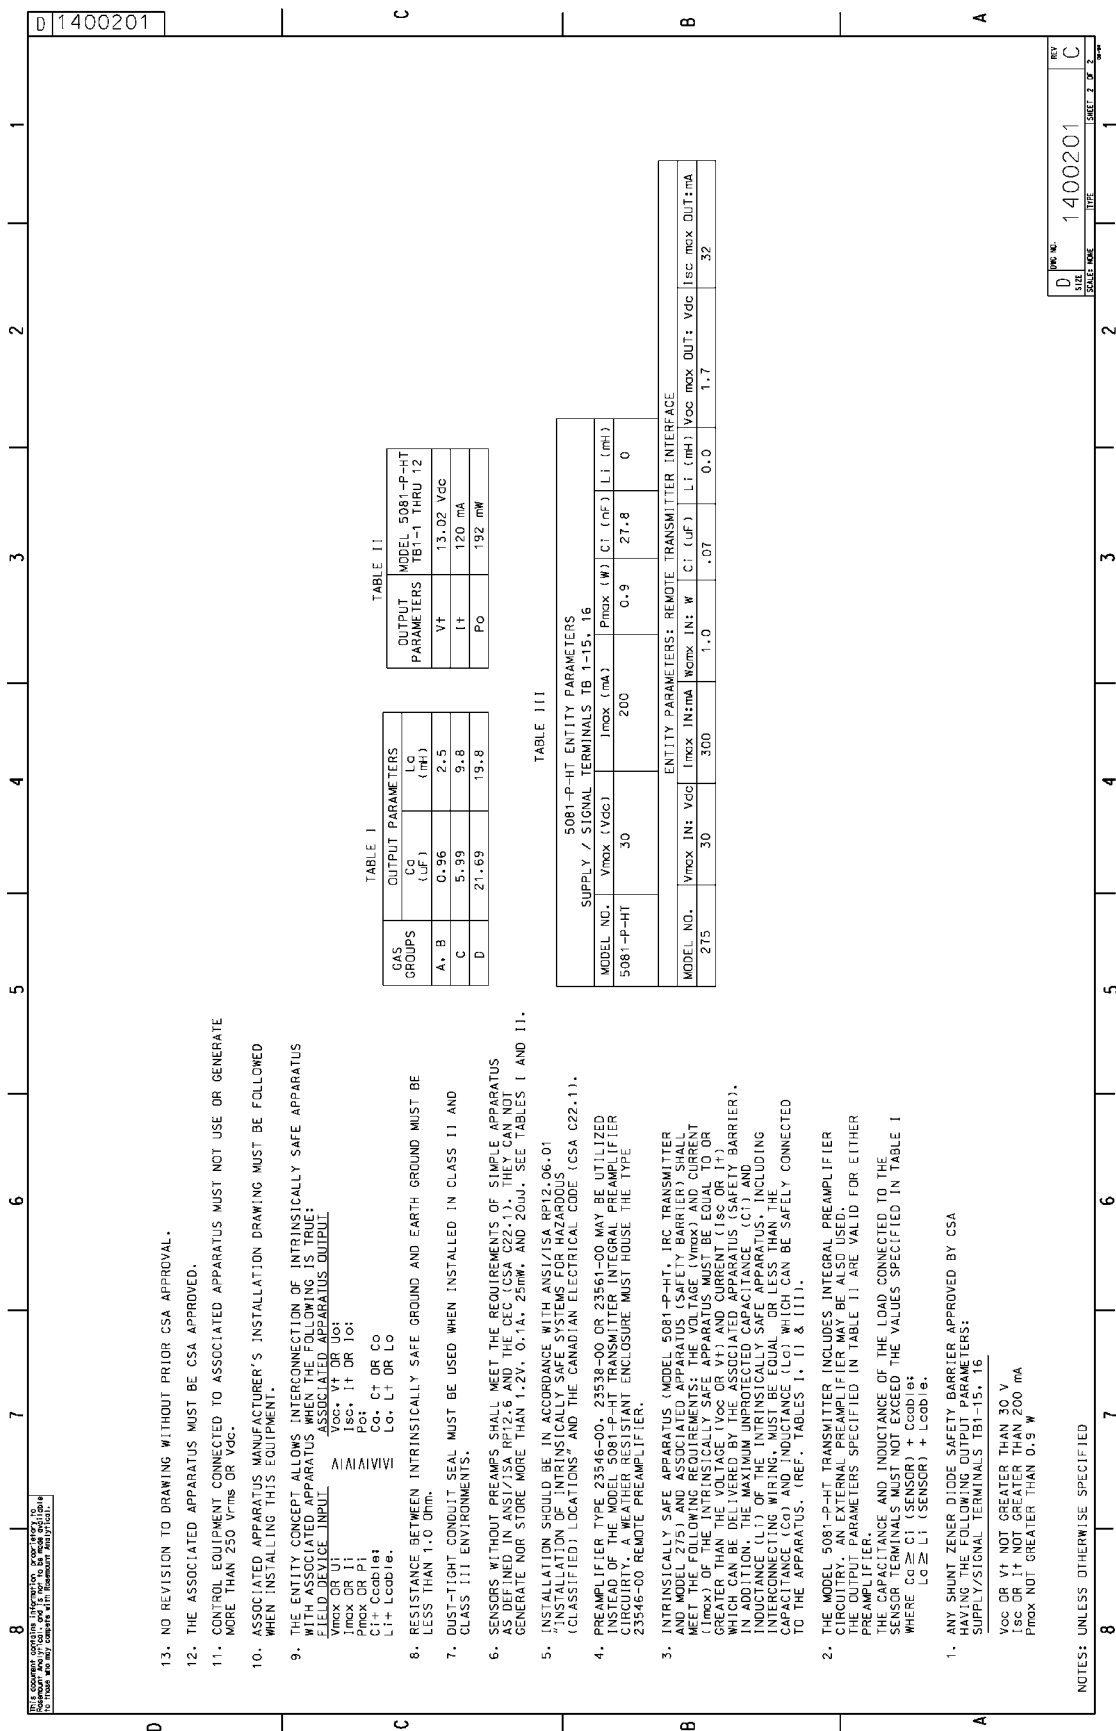 This document contains information proprietary to
Rosemount Analytical, and is not to be made available
to those who may compete with Rosemount Analytical.
8
7
6
5
4
3
2
1
D 1400201
D
C
B
A
13. NO REVISION TO DRAWING WITHOUT PRIOR CSA APPROVAL.
12. THE ASSOCIATED APPARATUS MUST BE CSA APPROVED.
11. CONTROL EQUIPMENT CONNECTED TO ASSOCIATED APPARATUS MUST NOT USE OR GENERATE
MORE THAN 250 Vrms OR Vdc.
10. ASSOCIATED APPARATUS MANUFACTURER'S INSTALLATION DRAWING MUST BE FOLLOWED
WHEN INSTALLING THIS EQUIPMENT.
9. THE ENTITY CONCEPT ALLOWS INTERCONNECTION OF INTRINSICALLY SAFE APPARATUS
WITH ASSOCIATED APPARATUS WHEN THE FOLLOWING IS TRUE:
FIELD DEVICE INPUT ASSOCIATED APPARATUS OUTPUT
Vmax OR Ui ≥ Voc, Vt OR Uo;
Imax OR Ii ≥ Isc, It OR Io;
Pmax OR Pi ≥ Po;
Ci+ Ccable; ≤ Ca, Ct OR Co
Li+ Lcable. ≤ La, Lt OR Lo
8. RESISTANCE BETWEEN INTRINSICALLY SAFE GROUND AND EARTH GROUND MUST BE
LESS THAN 1.0 Ohm.
7. DUST-TIGHT CONDUIT SEAL MUST BE USED WHEN INSTALLED IN CLASS II AND
CLASS III ENVIRONMENTS.
6. SENSORS WITHOUT PREAMPS SHALL MEET THE REQUIREMENTS OF SIMPLE APPARATUS
AS DEFINED IN ANSI/ISA RP12.6 AND THE CEC (CSA C22.1). THEY CAN NOT
GENERATE NOR STORE MORE THAN 1.2V, 0.1A, 25mW, AND 20uJ. SEE TABLES I AND II.
5. INSTALLATION SHOULD BE IN ACCORDANCE WITH ANSI/ISA RP12.06.01
"INSTALLATION OF INTRINSICALLY SAFE SYSTEMS FOR HAZARDOUS
(CLASSIFIED) LOCATIONS" AND THE CANADIAN ELECTRICAL CODE (CSA C22.1).
4. PREAMPLIFIER TYPE 23546-00, 23538-00 OR 23561-00 MAY BE UTILIZED
INSTEAD OF THE MODEL 5081-P-HT TRANSMITTER INTEGRAL PREAMPLIFIER
CIRCUIRTY. A WEATHER RESISTANT ENCLOSURE MUST HOUSE THE TYPE
23546-00 REMOTE PREAMPLIFIER.
3. INTRINSICALLY SAFE APPARATUS (MODEL 5081-P-HT, IRC TRANSMITTER
AND MODEL 275) AND ASSOCIATED APPARATUS (SAFETY BARRIER) SHALL
MEET THE FOLLOWING REQUIREMENTS: THE VOLTAGE (Vmax) AND CURRENT
(Imax) OF THE INTRINSICALLY SAFE APPARATUS MUST BE EQUAL TO OR
GREATER THAN THE VOLTAGE (Voc OR Vt) AND CURRENT (Isc OR It)
WHICH CAN BE DELIVERED BY THE ASSOCIATED APPARATUS (SAFETY BARRIER).
IN ADDITION, THE MAXIMUM UNPROTECTED CAPACITANCE (Ci) AND
INDUCTANCE (Li) OF THE INTRINSICALLY SAFE APPARATUS, INCLUDING
INTERCONNECTING WIRING, MUST BE EQUAL OR LESS THAN THE
CAPACITANCE (Ca) AND INDUCTANCE (La) WHICH CAN BE SAFELY CONNECTED
TO THE APPARATUS. (REF. TABLES I, II & III).
2. THE MODEL 5081-P-HT TRANSMITTER INCLUDES INTEGRAL PREAMPLIFIER
CIRCUITRY. AN EXTERNAL PREAMPLIFIER MAY BE ALSO USED.
THE OUTPUT PARAMETERS SPECIFIED IN TABLE II ARE VALID FOR EITHER
PREAMPLIFIER.
THE CAPACITANCE AND INDUCTANCE OF THE LOAD CONNECTED TO THE
SENSOR TERMINALS MUST NOT EXCEED THE VALUES SPECIFIED IN TABLE I
WHERE Ca ≥ Ci (SENSOR) + Ccable;
La ≥ Li (SENSOR) + Lcable.
1. ANY SHUNT ZENER DIODE SAFETY BARRIER APPROVED BY CSA
HAVING THE FOLLOWING OUTPUT PARAMETERS:
SUPPLY/SIGNAL TERMINALS TB1-15, 16
Voc OR Vt NOT GREATER THAN 30 V
Isc OR It NOT GREATER THAN 200 mA
Pmax NOT GREATER THAN 0.9 W
NOTES: UNLESS OTHERWISE SPECIFIED
TABLE I
GAS GROUPS OUTPUT PARAMETERS
Ca (uF) La (mH)
A, B 0.96 2.5
C 5.99 9.8
D 21.69 19.8
TABLE II
OUTPUT PARAMETERS MODEL 5081-P-HT TB1-1 THRU 12
Vt 13.02 Vdc
It 120 mA
Po 192 mW
TABLE III
5081-P-HT ENTITY PARAMETERS
SUPPLY / SIGNAL TERMINALS TB 1-15, 16
MODEL NO. Vmax (Vdc) Imax (mA) Pmax (W) Ci (nF) Li (mH)
5081-P-HT 30 200 0.9 27.8 0
ENTITY PARAMETERS: REMOTE TRANSMITTER INTERFACE
MODEL NO. Vmax IN: Vdc Imax IN:mA Wamx IN: W Ci (uF) Li (mH) Voc max OUT: Vdc Isc max OUT:mA
275 30 300 1.0 .07 0.0 1.7 32
D SIZE DWG NO. 1400201 REV C
SCALE: NONE TYPE SHEET 2 OF 2
8
7
6
5
4
3
2
1
D
C
B
A